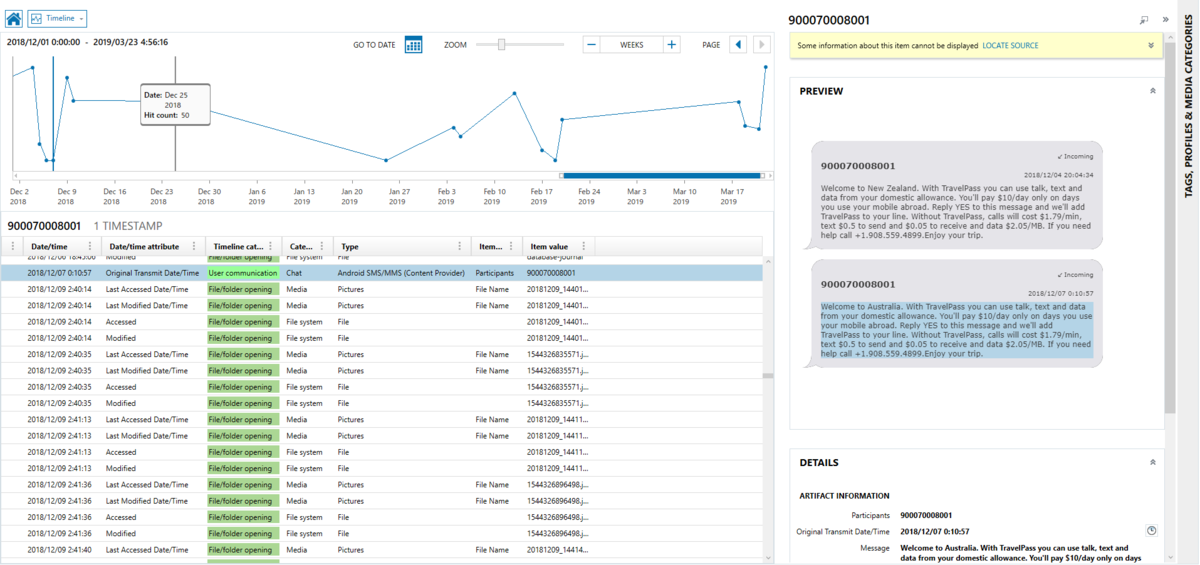 Timeline
2018/12/01 0:00:00 - 2019/03/23 4:56:16
GO TO DATE
ZOOM
WEEKS
PAGE
Date: Dec 25
2018
Hit count: 50
Dec 2 Dec 9 Dec 16 Dec 23 Dec 30 Jan 6 Jan 13 Jan 20 Jan 27 Feb 3 Feb 10 Feb 17 Feb 24 Mar 3 Mar 10 Mar 17
2018 2018 2018 2018 2018 2019 2019 2019 2019 2019 2019 2019 2019 2019 2019 2019
900070008001 1 TIMESTAMP
Date/time Date/time attribute Timeline cat... Cate... Type Item... Item value
2018/12/06 18:45:06 Modified File/folder opening File system File database-journal
2018/12/07 0:10:57 Original Transmit Date/Time User communication Chat Android SMS/MMS (Content Provider) Participants 900070008001
2018/12/09 2:40:14 Last Accessed Date/Time File/folder opening Media Pictures File Name 20181209_14401...
2018/12/09 2:40:14 Last Modified Date/Time File/folder opening Media Pictures File Name 20181209_14401...
2018/12/09 2:40:14 Accessed File/folder opening File system File 20181209_14401...
2018/12/09 2:40:14 Modified File/folder opening File system File 20181209_14401...
2018/12/09 2:40:35 Last Accessed Date/Time File/folder opening Media Pictures File Name 1544326835571.j...
2018/12/09 2:40:35 Last Modified Date/Time File/folder opening Media Pictures File Name 1544326835571.j...
2018/12/09 2:40:35 Accessed File/folder opening File system File 1544326835571.j...
2018/12/09 2:40:35 Modified File/folder opening File system File 1544326835571.j...
2018/12/09 2:41:13 Last Accessed Date/Time File/folder opening Media Pictures File Name 20181209_14411...
2018/12/09 2:41:13 Last Modified Date/Time File/folder opening Media Pictures File Name 20181209_14411...
2018/12/09 2:41:13 Accessed File/folder opening File system File 20181209_14411...
2018/12/09 2:41:13 Modified File/folder opening File system File 20181209_14411...
2018/12/09 2:41:36 Last Accessed Date/Time File/folder opening Media Pictures File Name 1544326896498.j...
2018/12/09 2:41:36 Last Modified Date/Time File/folder opening Media Pictures File Name 1544326896498.j...
2018/12/09 2:41:36 Accessed File/folder opening File system File 1544326896498.j...
2018/12/09 2:41:36 Modified File/folder opening File system File 1544326896498.j...
2018/12/09 2:41:40 Last Accessed Date/Time File/folder opening Media Pictures File Name 20181209_14414...
900070008001
Some information about this item cannot be displayed LOCATE SOURCE
PREVIEW
Incoming
900070008001
2018/12/04 20:04:34
Welcome to New Zealand. With TravelPass you can use talk, text and
data from your domestic allowance. You'll pay $10/day only on days
you use your mobile abroad. Reply YES to this message and we'll add
TravelPass to your line. Without TravelPass, calls will cost $1.79/min,
text $0.5 to send and $0.05 to receive and data $2.05/MB. If you need
help call +1.908.559.4899.Enjoy your trip.
Incoming
900070008001
2018/12/07 0:10:57
Welcome to Australia. With TravelPass you can use talk, text and data
from your domestic allowance. You'll pay $10/day only on days you use
your mobile abroad. Reply YES to this message and we'll add
TravelPass to your line. Without TravelPass, calls will cost $1.79/min,
text $0.5 to send and $0.05 to receive and data $2.05/MB. If you need
help call +1.908.559.4899.Enjoy your trip.
DETAILS
ARTIFACT INFORMATION
Participants 900070008001
Original Transmit Date/Time 2018/12/07 0:10:57
Message Welcome to Australia. With TravelPass you can use talk, text and
data from your domestic allowance. You'll pay $10/day only on days
TAGS, PROFILES & MEDIA CATEGORIES